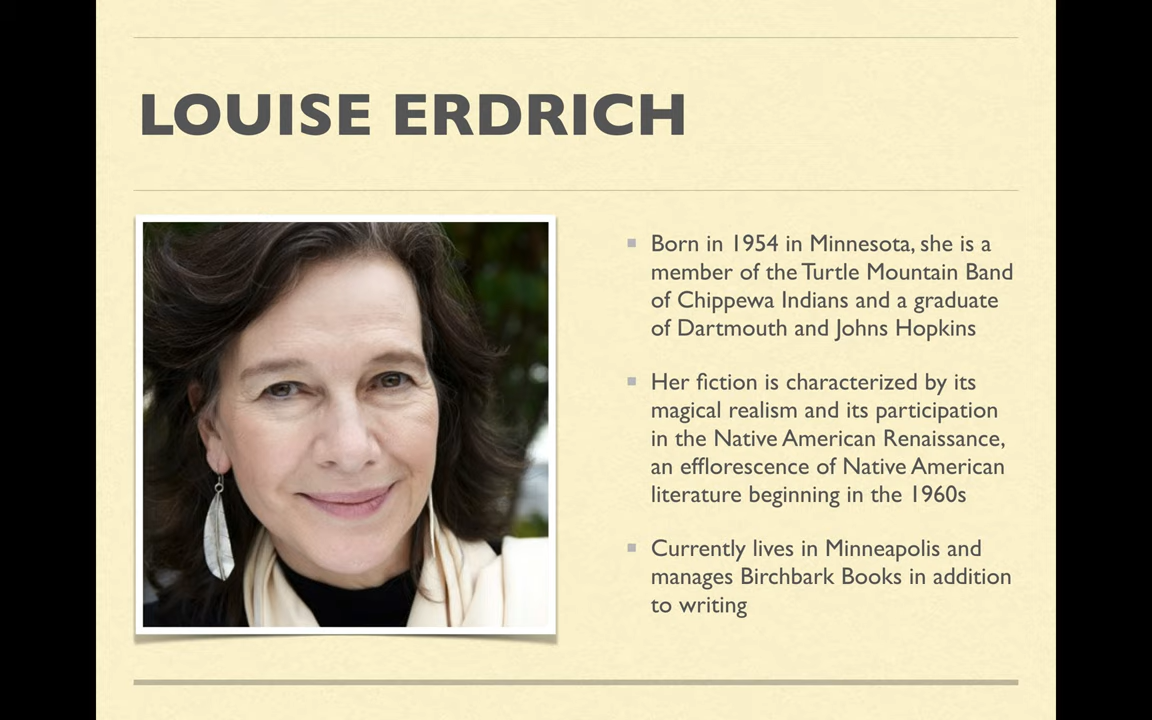 LOUISE ERDRICH
Born in 1954 in Minnesota, she is a
member of the Turtle Mountain Band
of Chippewa Indians and a graduate
of Dartmouth and Johns Hopkins
Her fiction is characterized by its
magical realism and its participation
in the Native American Renaissance,
an efflorescence of Native American
literature beginning in the 1960s
Currently lives in Minneapolis and
manages Birchbark Books in addition
to writing